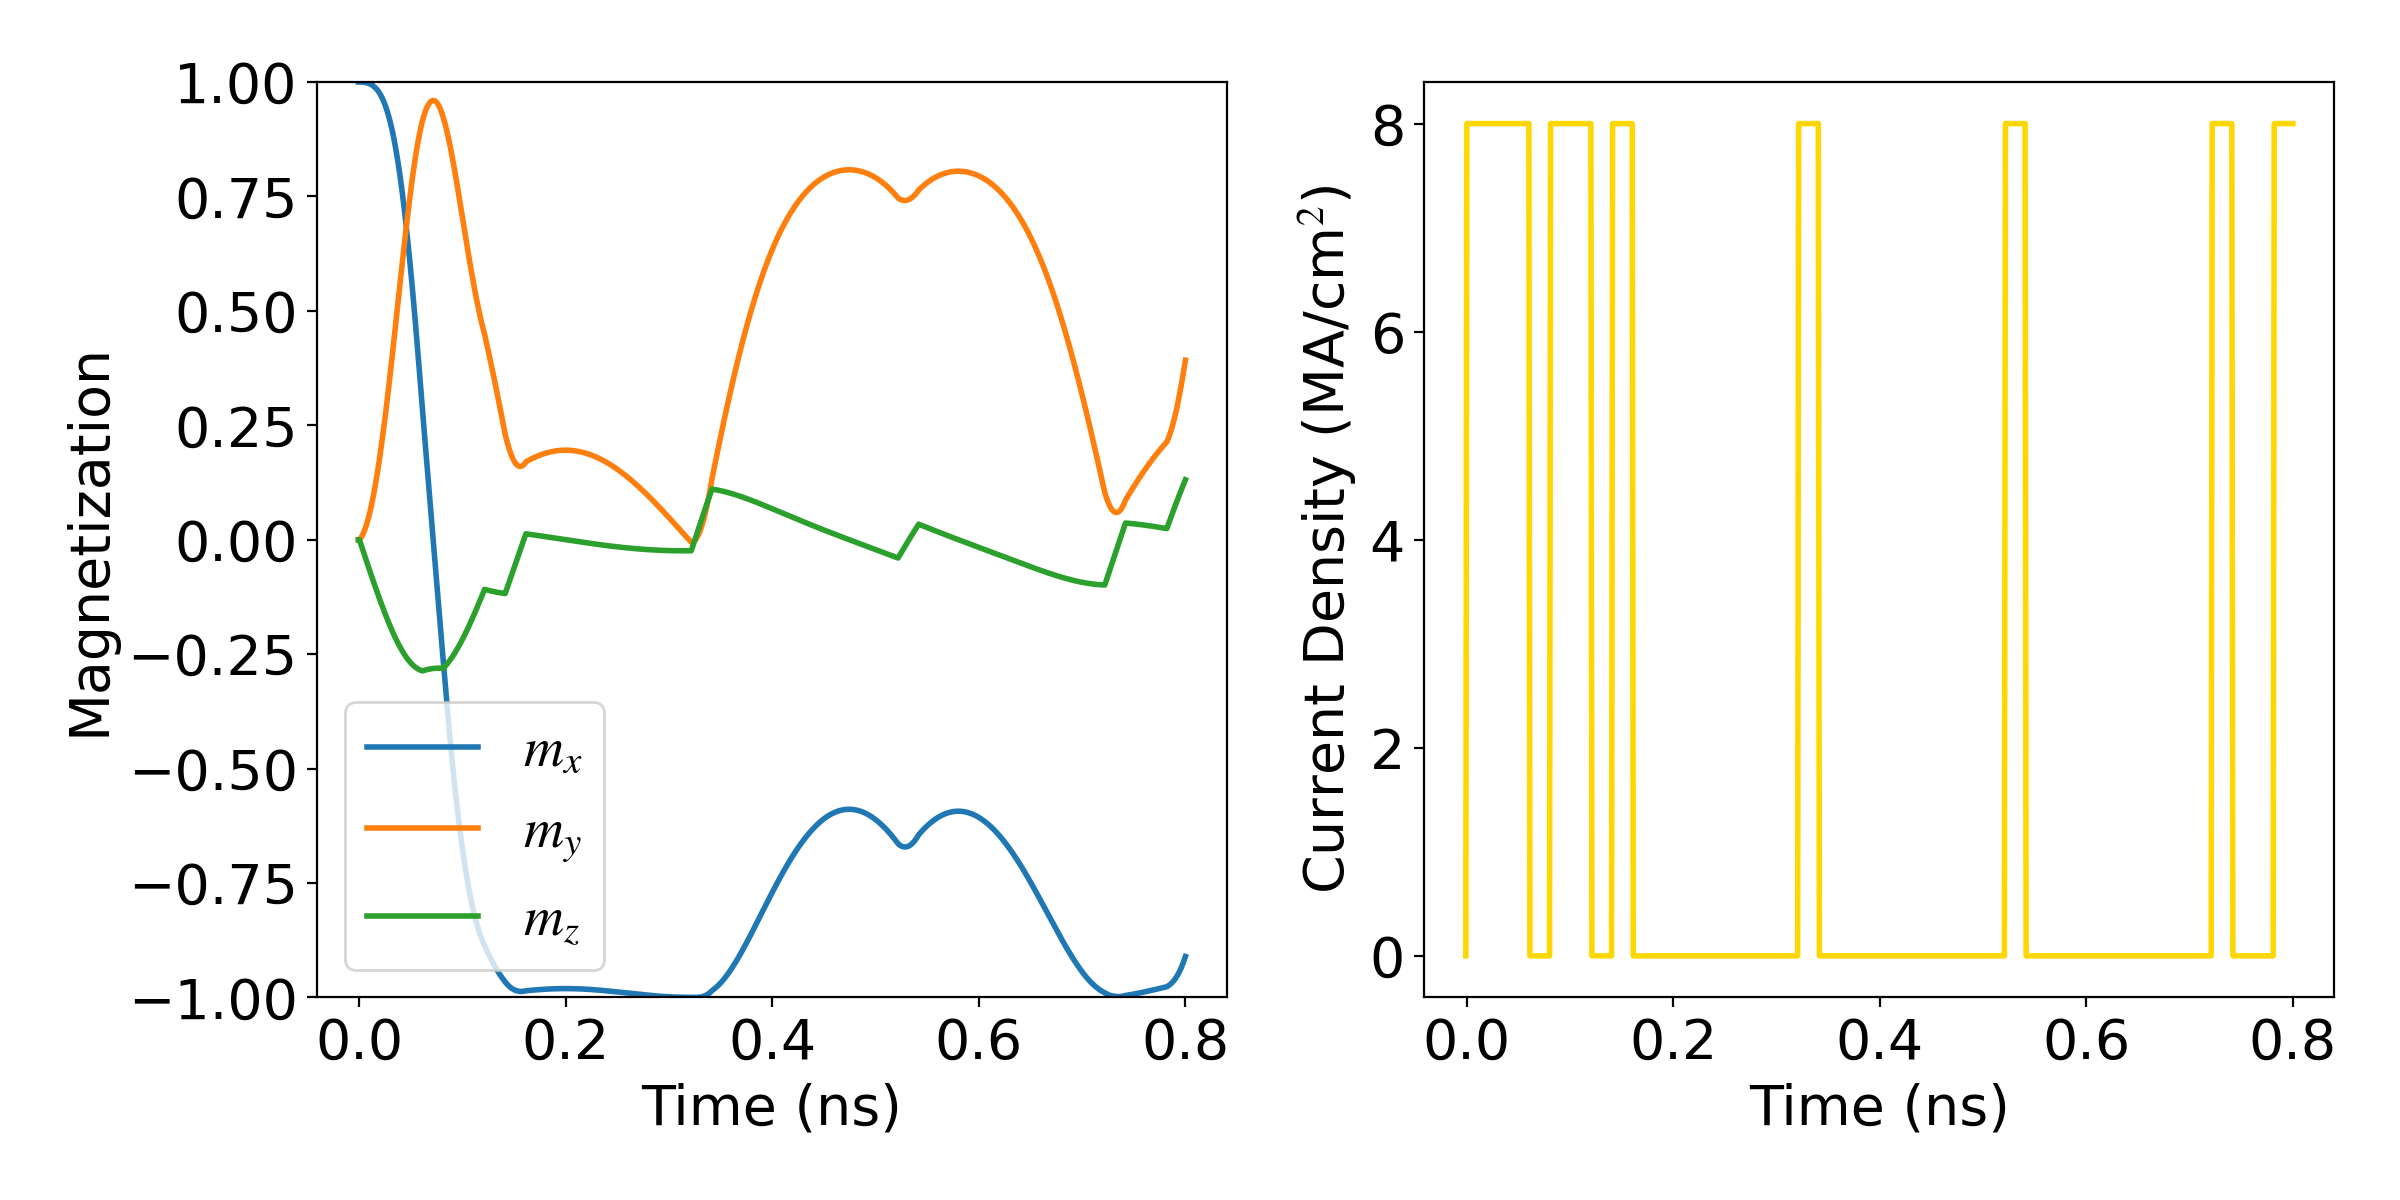 Magnetization
1.00
0.75
0.50
0.25
0.00
−0.25
−0.50
−0.75
−1.00
m_x
m_y
m_z
0.0 0.2 0.4 0.6 0.8
Time (ns)
Current Density (MA/cm²)
8
6
4
2
0
0.0 0.2 0.4 0.6 0.8
Time (ns)